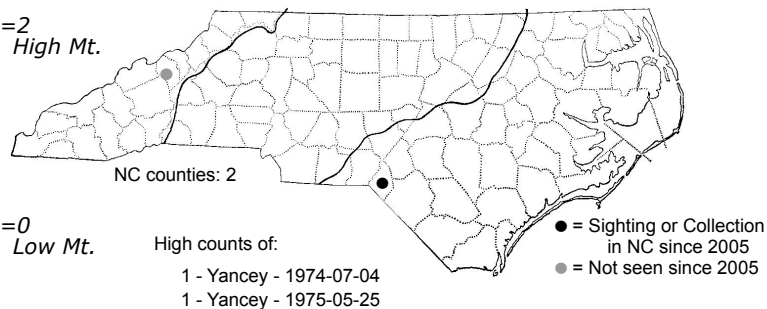 =2
High Mt.
NC counties: 2
=0
Low Mt.
High counts of:
1 - Yancey - 1974-07-04
1 - Yancey - 1975-05-25
= Sighting or Collection
in NC since 2005
= Not seen since 2005